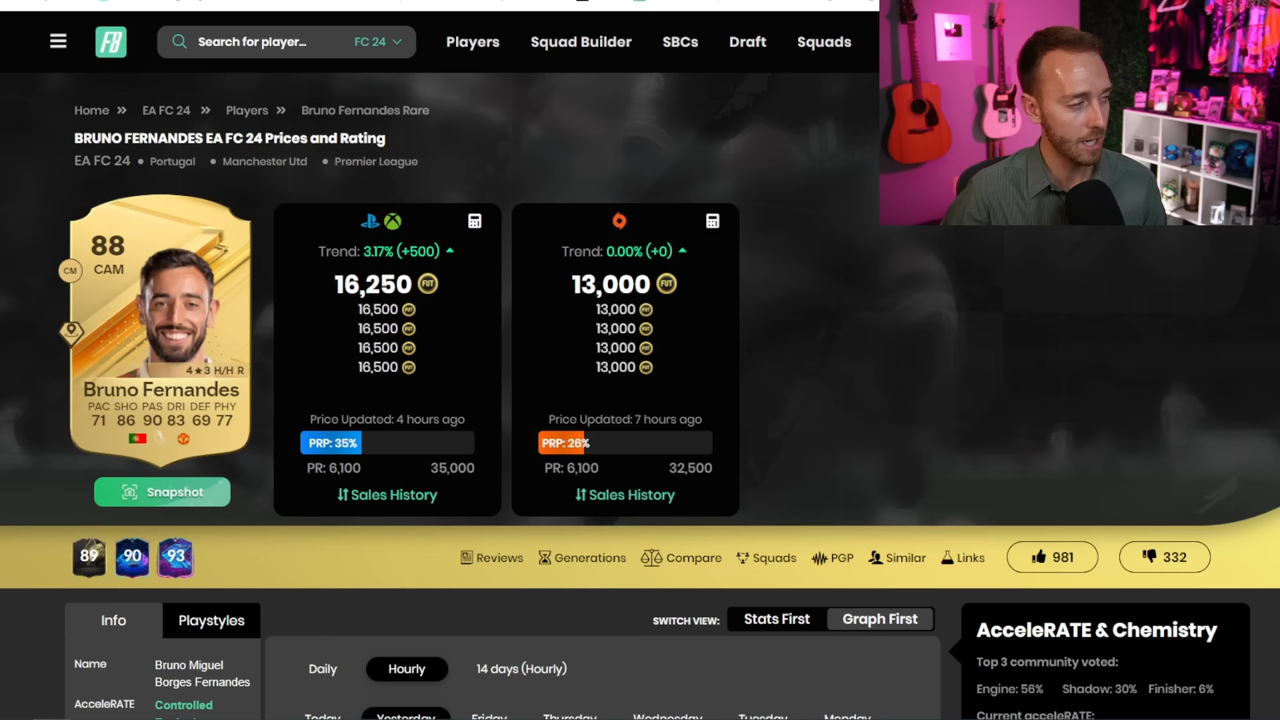 FB
Search for player...
FC 24
Players
Squad Builder
SBCs
Draft
Squads
Home » EA FC 24 » Players » Bruno Fernandes Rare
BRUNO FERNANDES EA FC 24 Prices and Rating
EA FC 24 • Portugal • Manchester Utd • Premier League
88
CAM
CM
4★3 H/H R
Bruno Fernandes
PAC SHO PAS DRI DEF PHY
71 86 90 83 69 77
Snapshot
Trend: 3.17% (+500)
16,250
16,500
16,500
16,500
16,500
Price Updated: 4 hours ago
PRP: 35%
PR: 6,100 35,000
Sales History
Trend: 0.00% (+0)
13,000
13,000
13,000
13,000
13,000
Price Updated: 7 hours ago
PRP: 26%
PR: 6,100 32,500
Sales History
89
90
93
Reviews
Generations
Compare
Squads
PGP
Similar
Links
981
332
Info
Playstyles
SWITCH VIEW:
Stats First
Graph First
Name
Bruno Miguel
Borges Fernandes
AcceleRATE
Controlled
Daily
Hourly
14 days (Hourly)
Today
Yesterday
Friday
Thursday
Wednesday
Tuesday
Monday
AcceleRATE & Chemistry
Top 3 community voted:
Engine: 56% Shadow: 30% Finisher: 6%
Current acceleRATE: